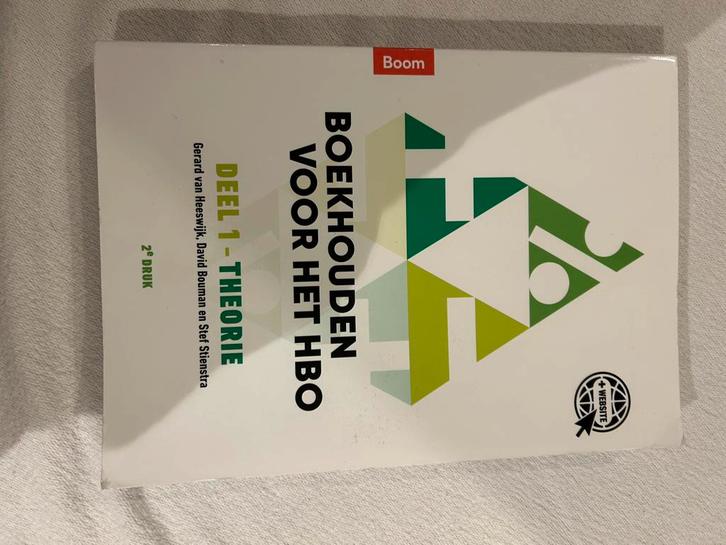 Boom
+WEBSITE
BOEKHOUDEN
VOOR HET HBO
DEEL 1 - THEORIE
Gerard van Heeswijk, David Bouman en Stef Stienstra
2e DRUK